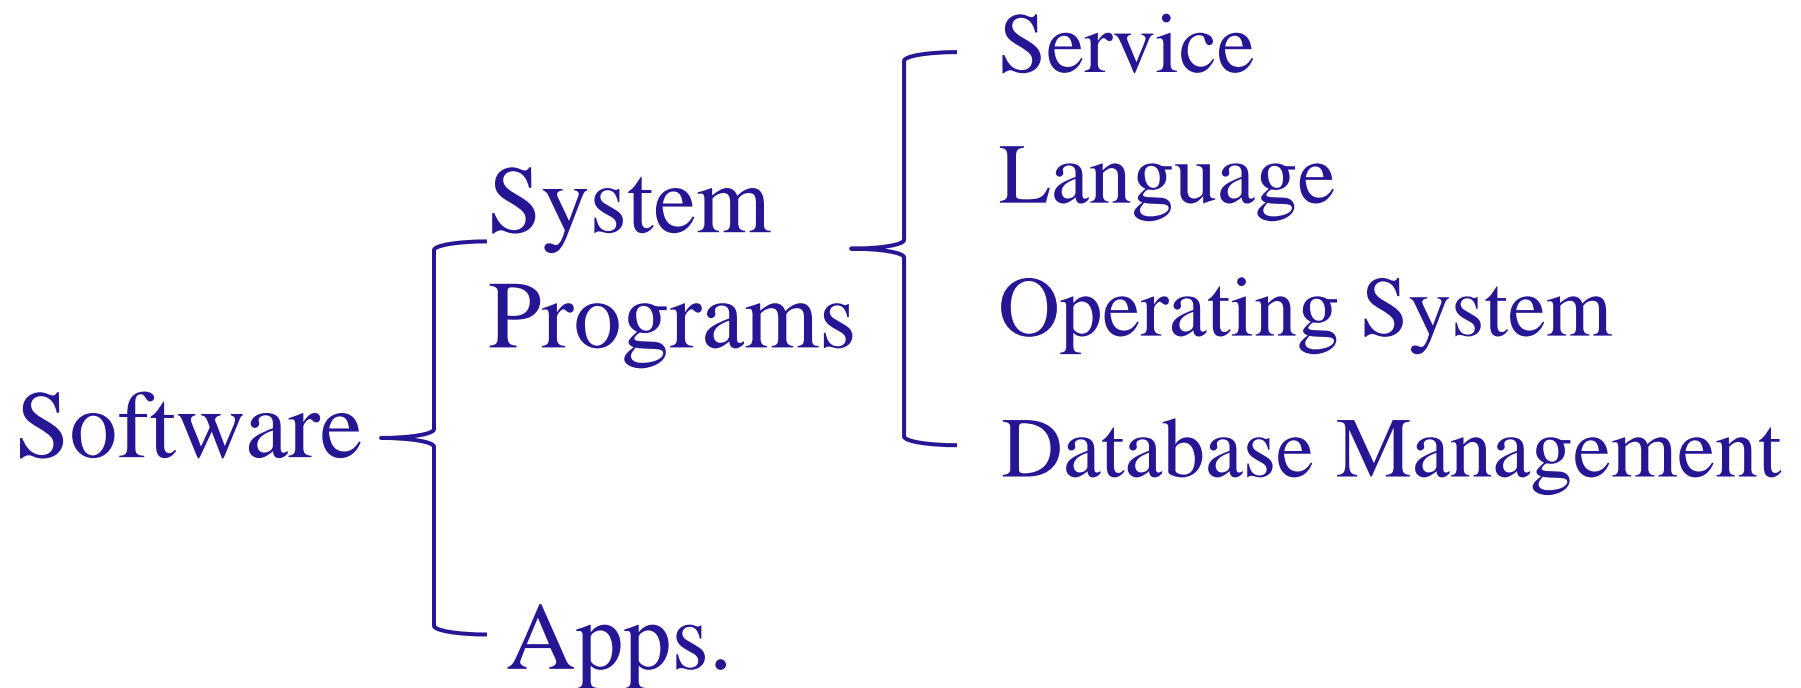 Software
System
Programs
Apps.
Service
Language
Operating System
Database Management